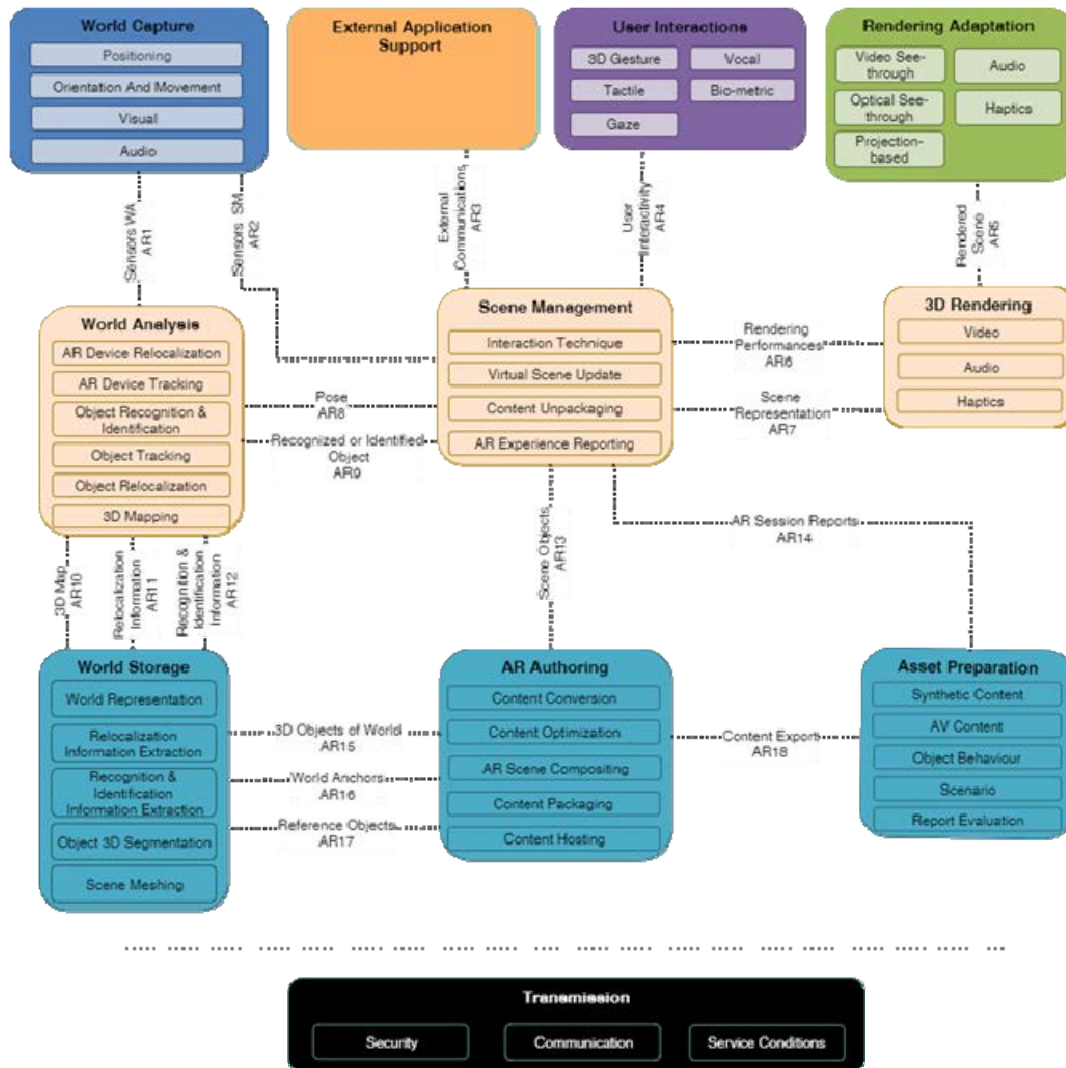 World Capture
Positioning
Orientation And Movement
Visuall
Audio
External Application
Support
User Interactions
3D Gesture
Vocal
Tactile
Bio-metric
Gaze
Rendering Adaptation
Video See-
through
Audio
Optical See-
through
Haptics
Projection-
based
Sensors WA
AR1
Sensors SM
AR2
External
Communications
AR3
User
Interactivity
AR4
Rendered
Scene
AR5
World Analysis
AIR Device Relocalization
AR Device Tracking
Object Recognition &
Identification
Object Tracking
Object Relocalization
3D Mapping
Scene Management
Interaction Technique
Virtual Scene Update
Content Unpackaging
AR Experience Reporting
3D Rendering
Video
Audio
Haptics
Rendering
Performances
AR6
Scene
Representation
AR7
Pose
AR8
Recognized or Identified
Object
AR9
3D Map
AR10
Relocalization
Information
AR11
Recognition &
Identification
Information
AR12
Scene Objects
AR13
AR Session Reports
AR14
World Storage
World Representation
Relocalization
Information Extraction
Recognition &
Identification
Information Extraction
Object 3D Segmentation
Scene Meshing
3D Objects of World
AR15
World Anchors
AR16
Reference Objects
AR17
AR Authoring
Content Conversion
Content Optimization
AR Scene Compositing
Content Packaging
Content Hosting
Content Export
AR18
Asset Preparation
Synthetic Content
AV Content
Object Behaviour
Scenario
Report Evaluation
Transmission
Security
Communication
Service Conditions